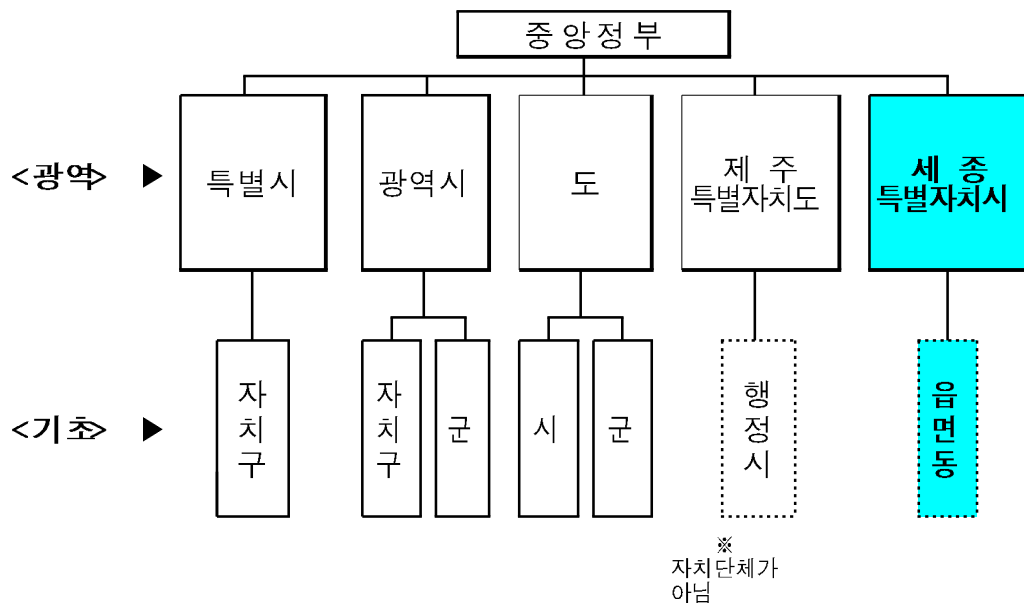 중앙정부
<광역> ▶
특별시
광역시
도
제 주
특별자치도
세 종
특별자치시
<기초> ▶
자치구
자치구
군
시
군
행정시
읍면동
※
자치단체가
아님